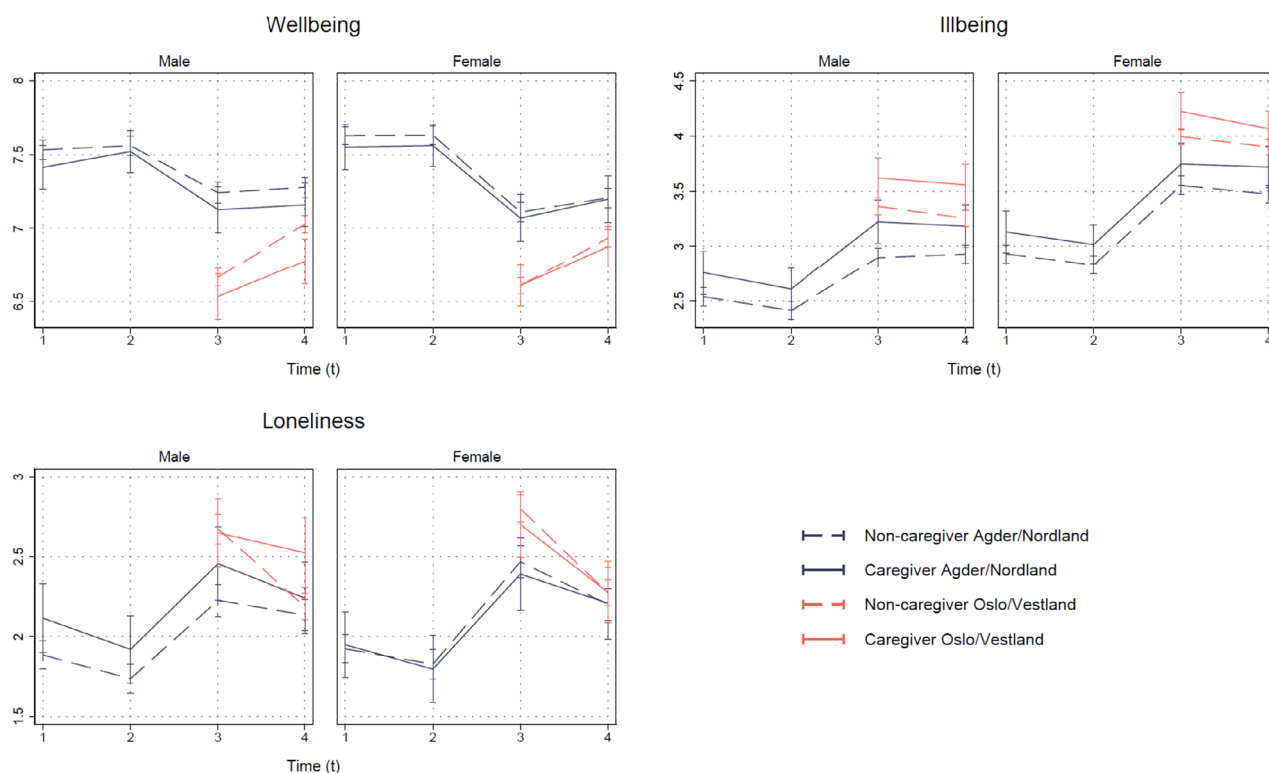 Wellbeing
Male
Female
8
7.5
7
6.5
1 2 3 4
1 2 3 4
Time (t)
Illbeing
Male
Female
4.5
4
3.5
3
2.5
1 2 3 4
1 2 3 4
Time (t)
Loneliness
Male
Female
3
2.5
2
1.5
1 2 3 4
1 2 3 4
Time (t)
Non-caregiver Agder/Nordland
Caregiver Agder/Nordland
Non-caregiver Oslo/Vestland
Caregiver Oslo/Vestland